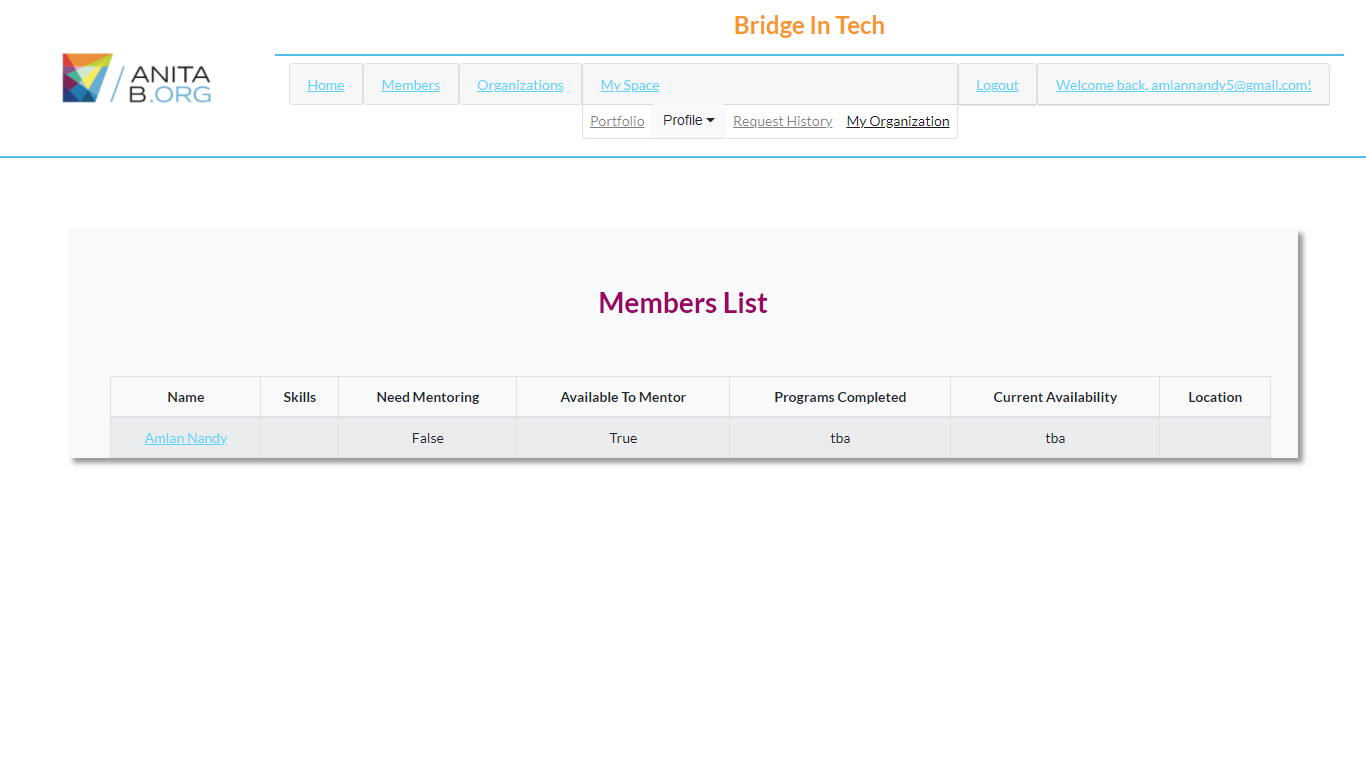 Bridge In Tech
ANITA
B.ORG
Home Members Organizations My Space Logout Welcome back, amlannandy5@gmail.com!
Portfolio Profile Request History My Organization
Members List
Name Skills Need Mentoring Available To Mentor Programs Completed Current Availability Location
Amlan Nandy False True tba tba